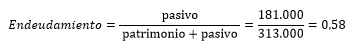 Endeudamiento = pasivo / patrimonio + pasivo = 181.000 / 313.000 = 0,58